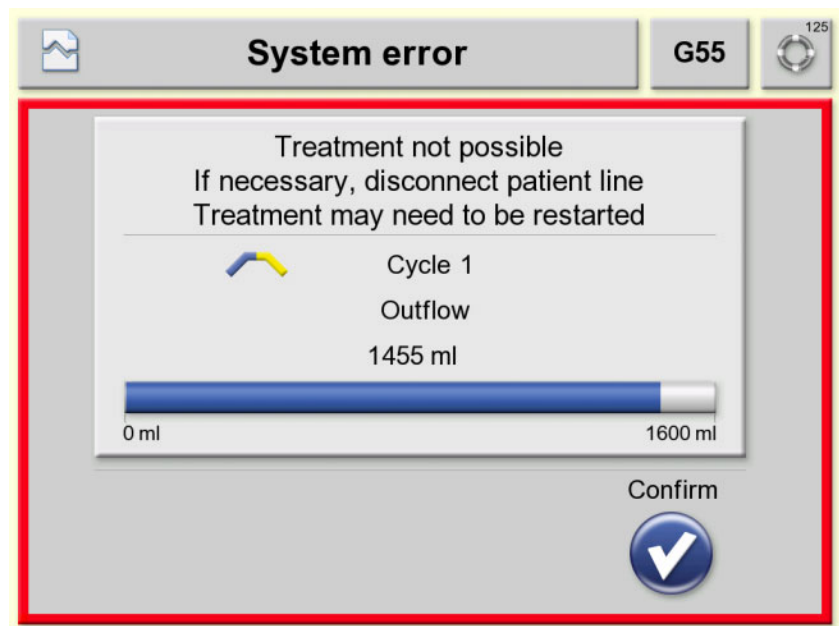 System error
G55
125
Treatment not possible
If necessary, disconnect patient line
Treatment may need to be restarted
Cycle 1
Outflow
1455 ml
0 ml
1600 ml
Confirm